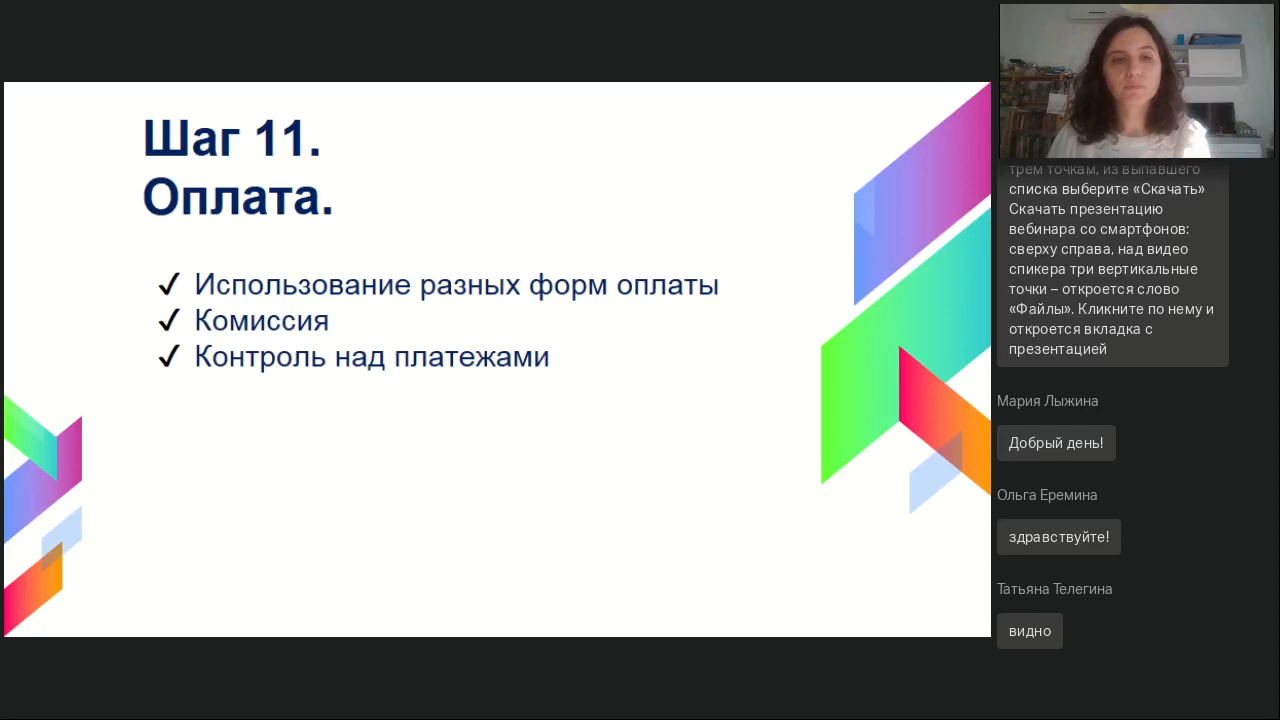 Шаг 11.
Оплата.
✓ Использование разных форм оплаты
✓ Комиссия
✓ Контроль над платежами
трем точкам, из выпавшего
списка выберите «Скачать»
Скачать презентацию
вебинара со смартфонов:
сверху справа, над видео
спикера три вертикальные
точки – откроется слово
«Файлы». Кликните по нему и
откроется вкладка с
презентацией
Мария Лыжина
Добрый день!
Ольга Еремина
здравствуйте!
Татьяна Телегина
видно